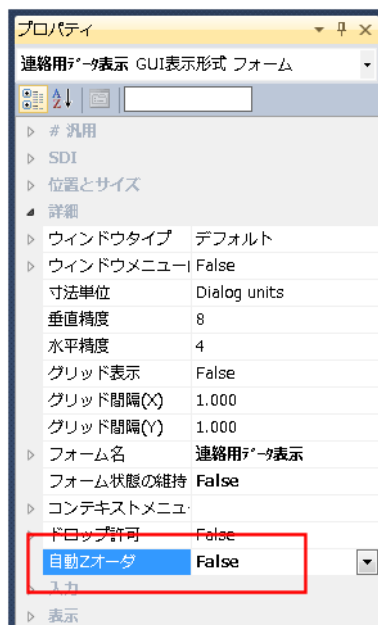 プロパティ
連絡用ﾃﾞｰﾀ表示 GUI表示形式 フォーム
# 汎用
SDI
位置とサイズ
詳細
ウィンドウタイプ デフォルト
ウィンドウメニュー False
寸法単位 Dialog units
垂直精度 8
水平精度 4
グリッド表示 False
グリッド間隔(X) 1.000
グリッド間隔(Y) 1.000
フォーム名 連絡用ﾃﾞｰﾀ表示
フォーム状態の維持 False
コンテキストメニュ
ドロップ許可 False
自動Zオーダ False
入力
表示